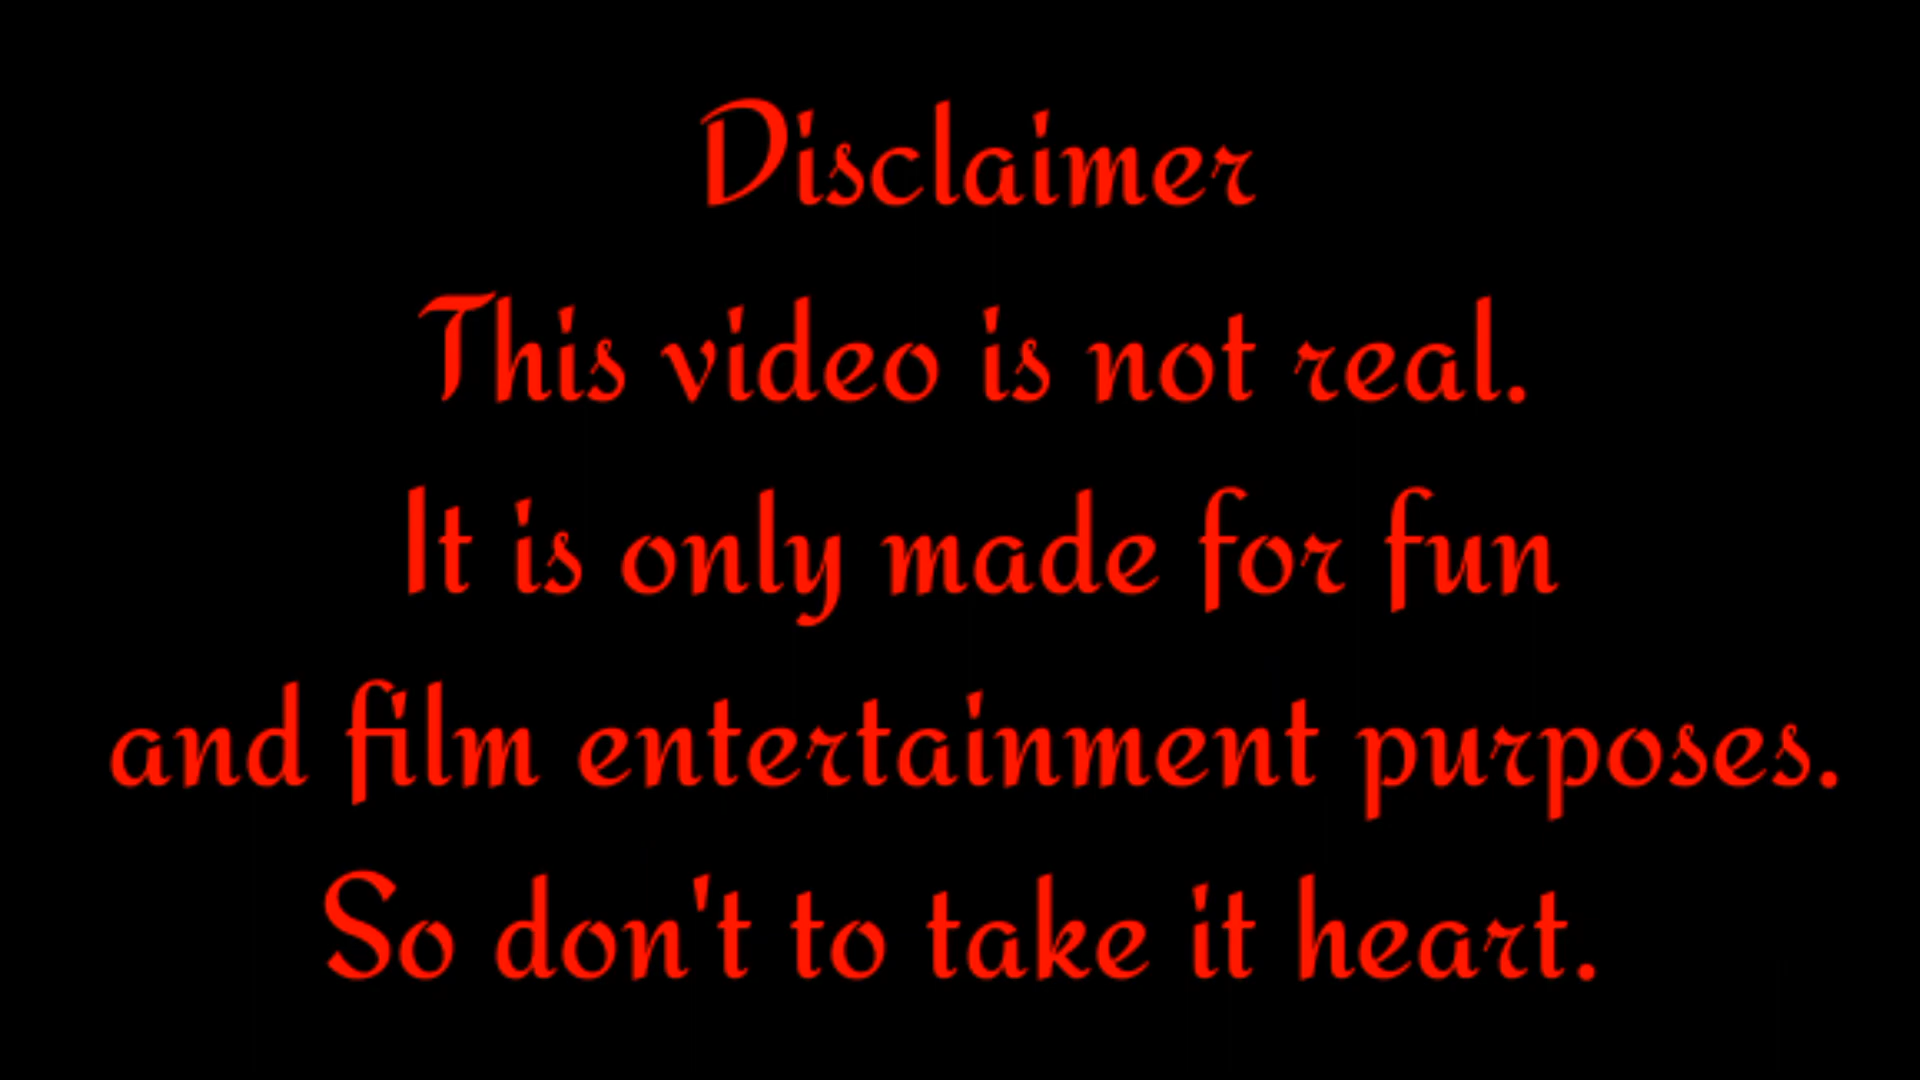 Disclaimer
This video is not real.
It is only made for fun
and film entertainment purposes.
So don't to take it heart.